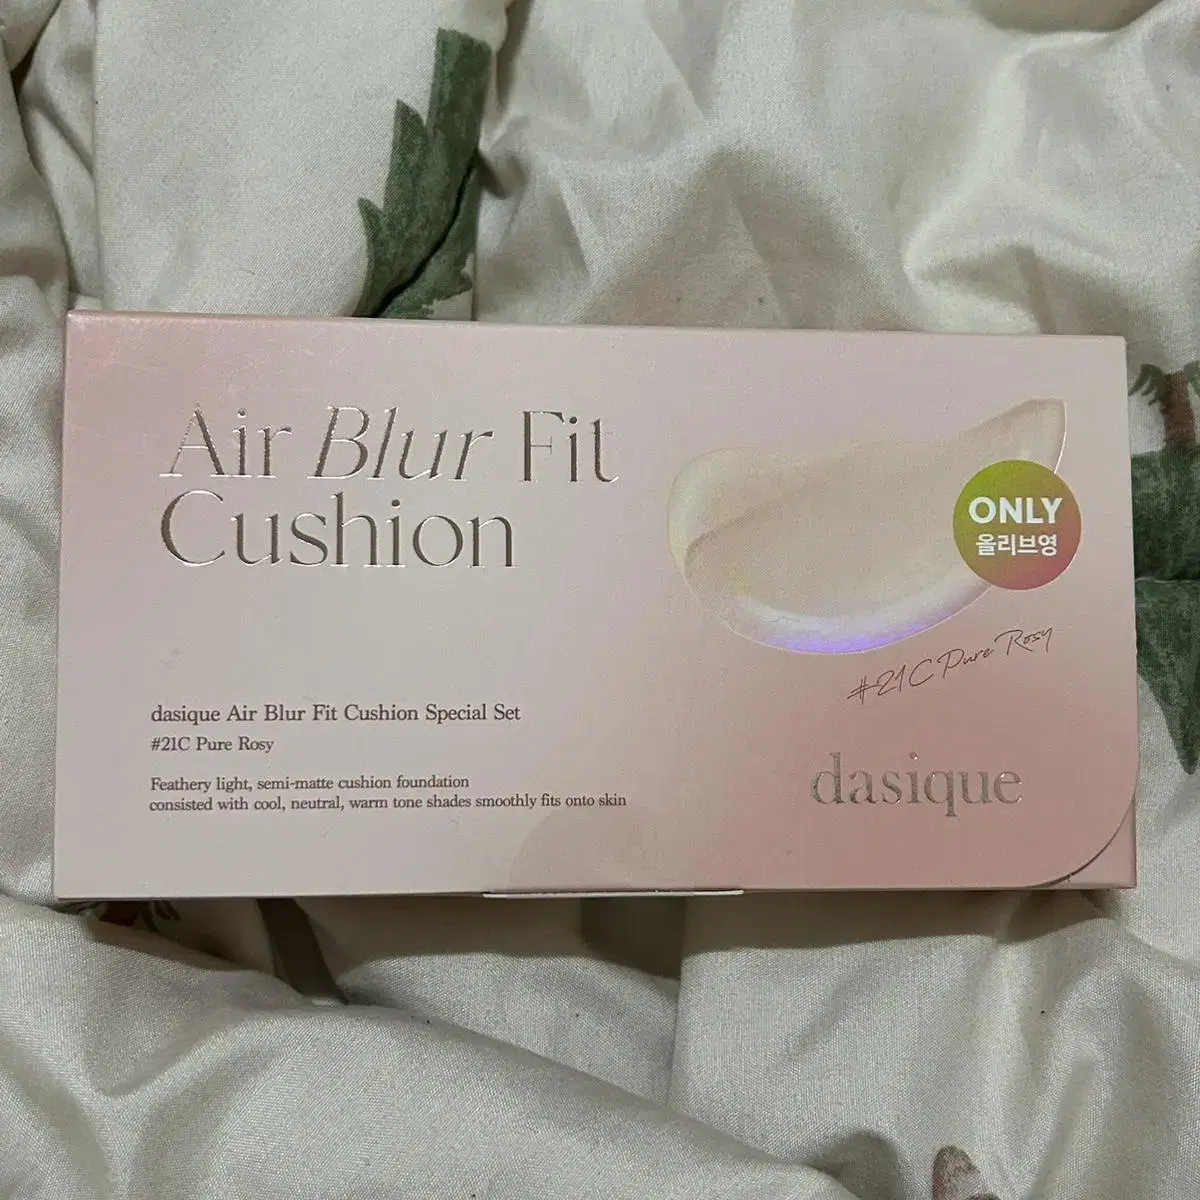 Air Blur Fit
Cushion
ONLY
올리브영
#21C Pure Rosy
dasique Air Blur Fit Cushion Special Set
#21C Pure Rosy
Feathery light, semi-matte cushion foundation
consisted with cool, neutral, warm tone shades smoothly fits onto skin
dasique